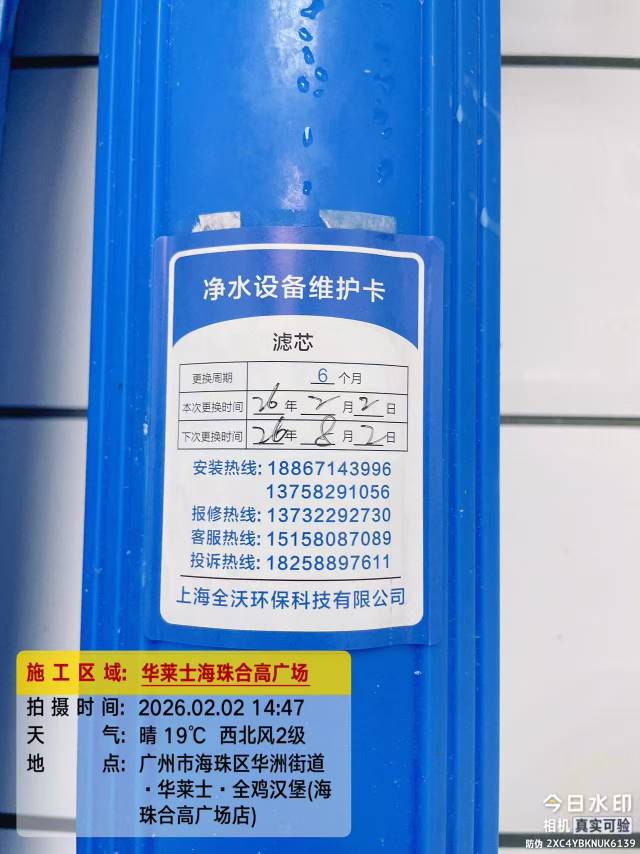 净水设备维护卡
滤芯
更换周期 6 个月
本次更换时间 26 年 2 月 2 日
下次更换时间 26 年 8 月 2 日
安装热线: 18867143996
13758291056
报修热线: 13732292730
客服热线: 15158087089
投诉热线: 18258897611
上海全沃环保科技有限公司
施工区域: 华莱士海珠合高广场
拍摄时间: 2026.02.02 14:47
天气: 晴 19℃ 西北风2级
地点: 广州市海珠区华洲街道
·华莱士·全鸡汉堡(海
珠合高广场店)
今日水印
相机 真实可验
防伪 2XC4YBKNUK6139